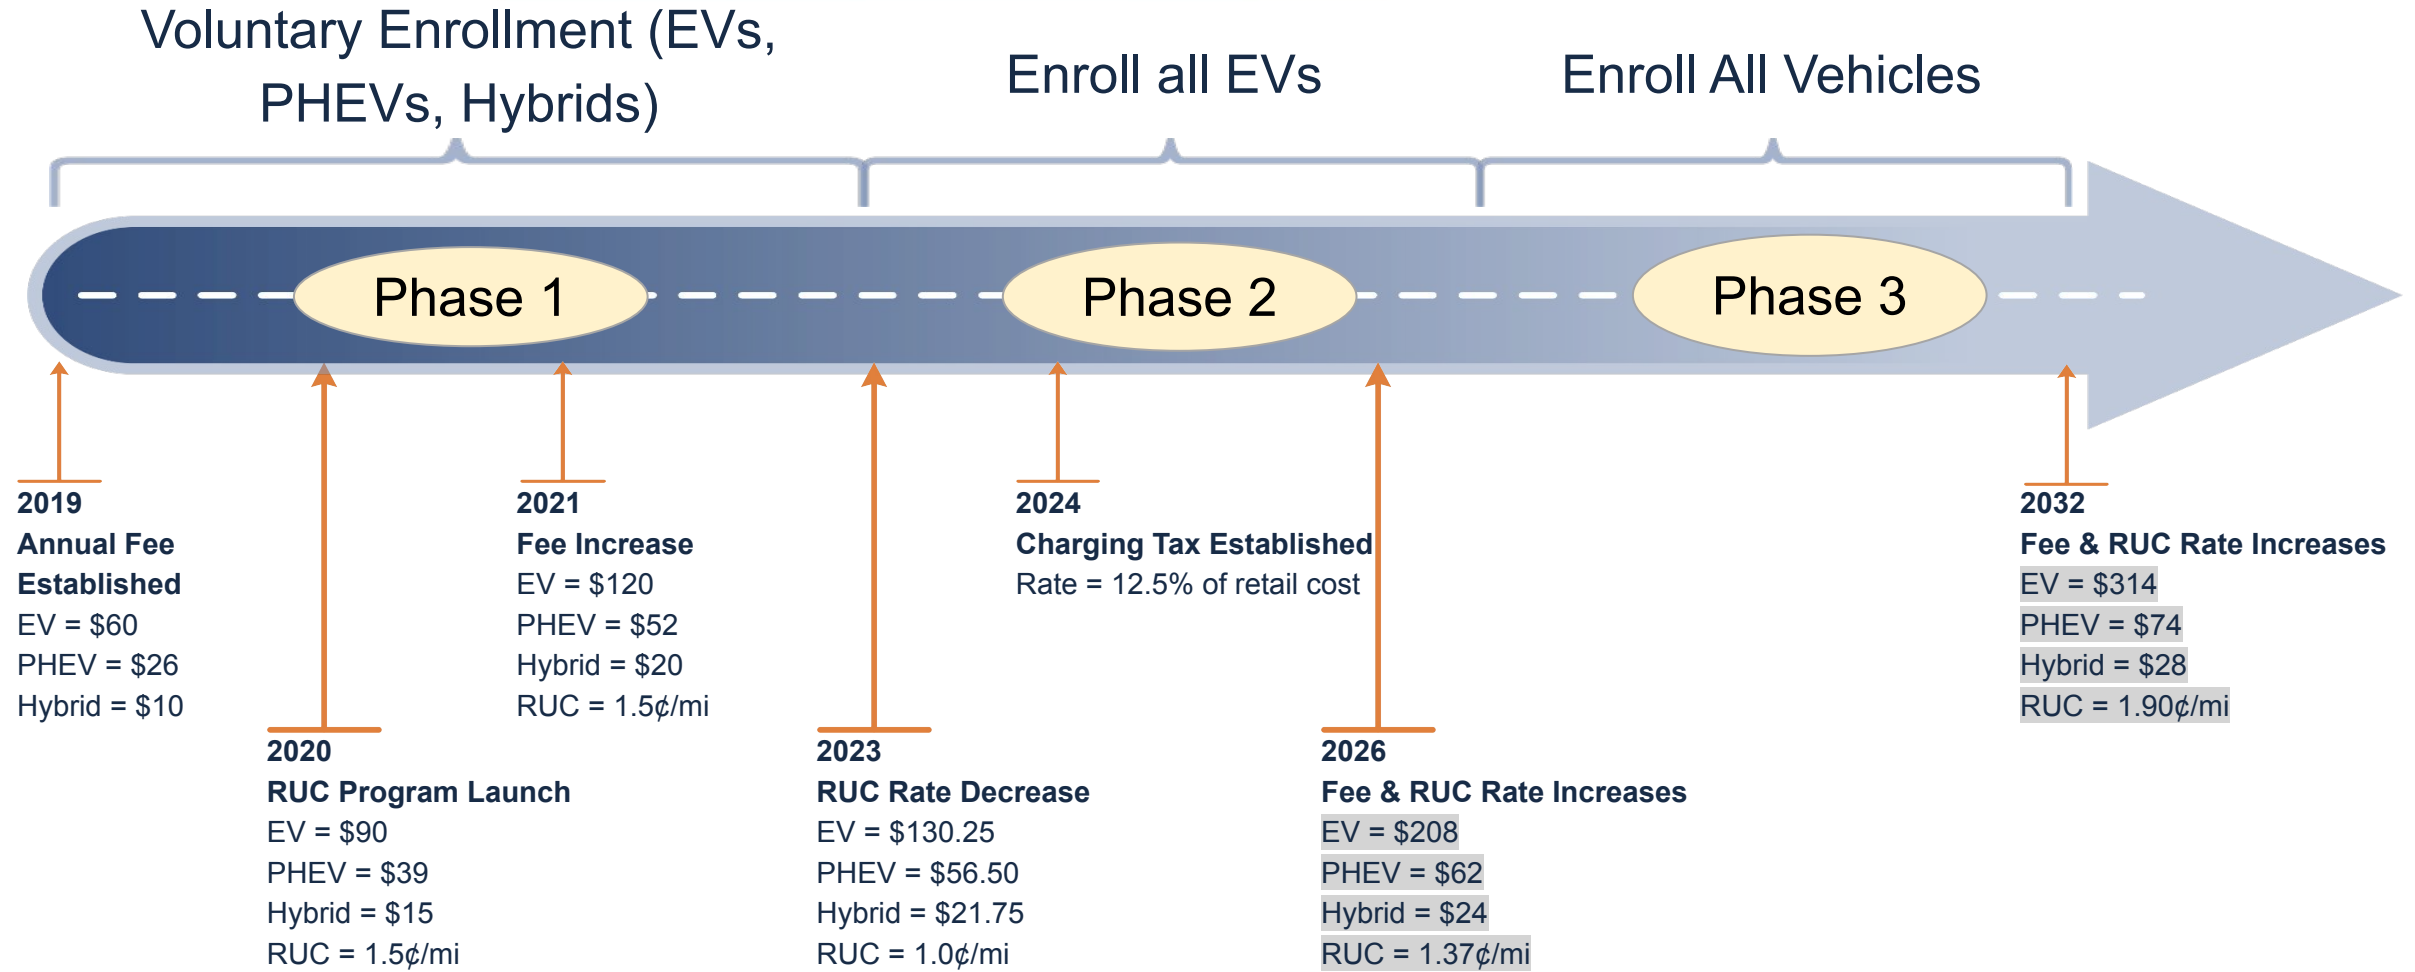 Voluntary Enrollment (EVs,
PHEVs, Hybrids)
Enroll all EVs
Enroll All Vehicles
Phase 1
Phase 2
Phase 3
2019
Annual Fee
Established
EV = $60
PHEV = $26
Hybrid = $10
2020
RUC Program Launch
EV = $90
PHEV = $39
Hybrid = $15
RUC = 1.5¢/mi
2021
Fee Increase
EV = $120
PHEV = $52
Hybrid = $20
RUC = 1.5¢/mi
2023
RUC Rate Decrease
EV = $130.25
PHEV = $56.50
Hybrid = $21.75
RUC = 1.0¢/mi
2024
Charging Tax Established
Rate = 12.5% of retail cost
2026
Fee & RUC Rate Increases
EV = $208
PHEV = $62
Hybrid = $24
RUC = 1.37¢/mi
2032
Fee & RUC Rate Increases
EV = $314
PHEV = $74
Hybrid = $28
RUC = 1.90¢/mi